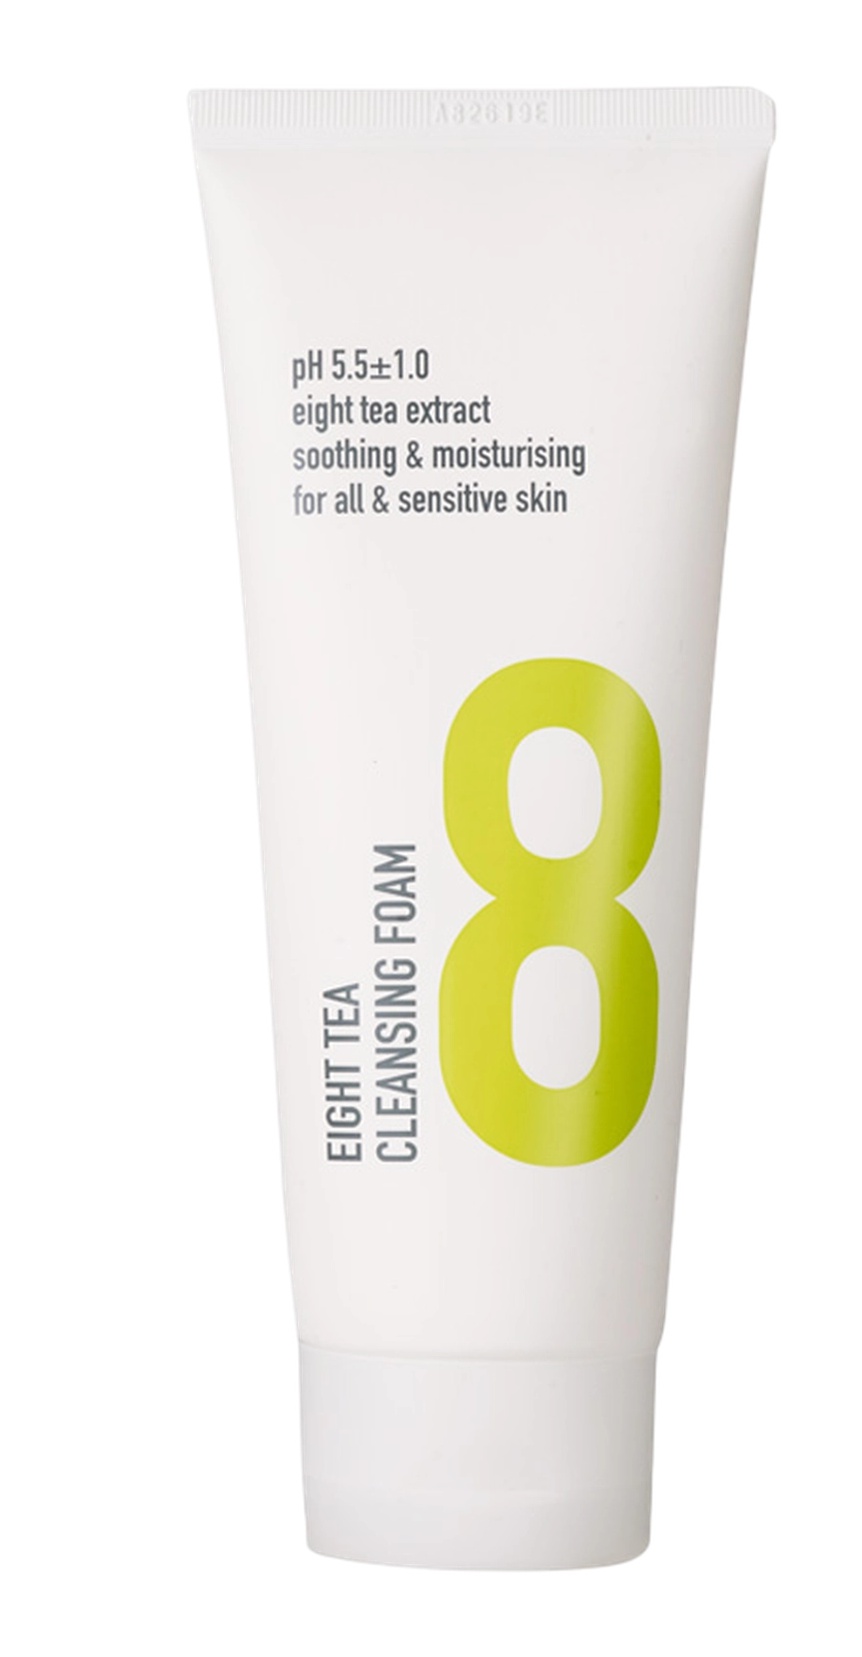 pH 5.5±1.0
eight tea extract
soothing & moisturising
for all & sensitive skin
EIGHT TEA
CLEANSING FOAM
8